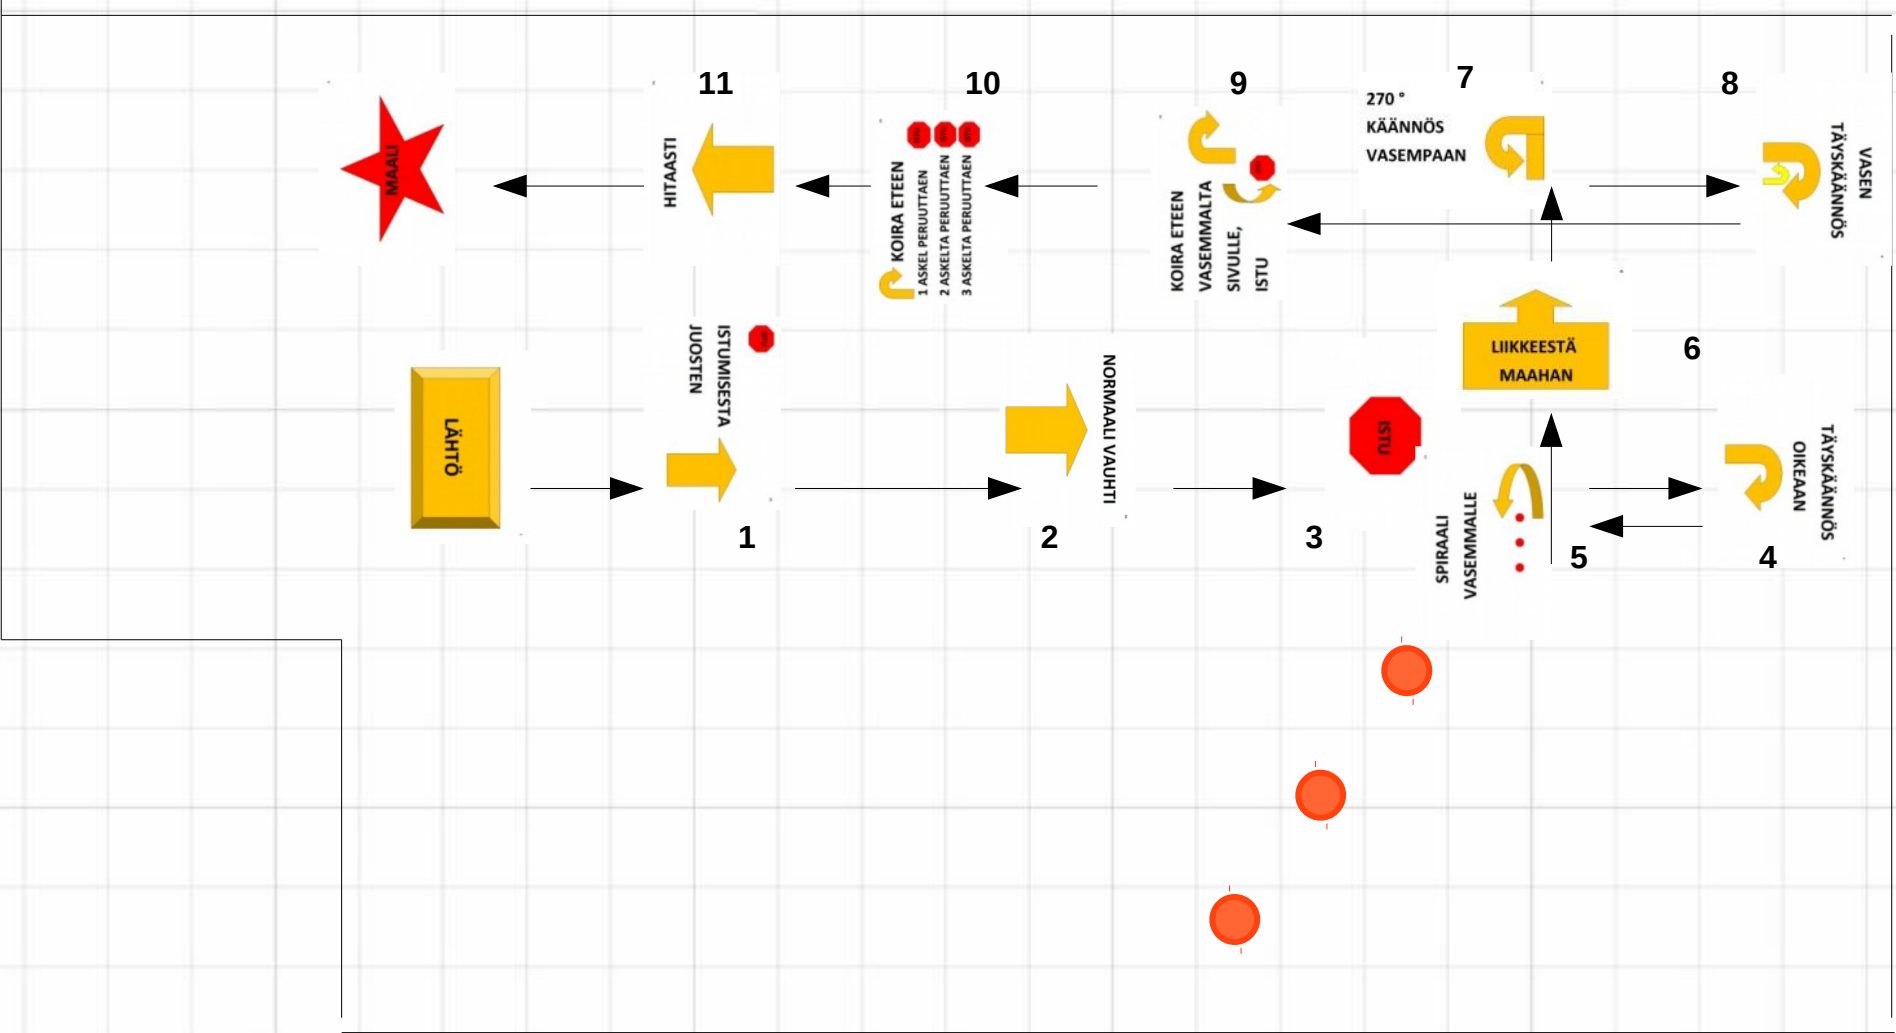 11
10
9
7
8
MAALI
HITAASTI
KOIRA ETEEN
1 ASKEL PERUUTTAEN
2 ASKELTA PERUUTTAEN
3 ASKELTA PERUUTTAEN
KOIRA ETEEN
VASEMMALTA
SIVULLE,
ISTU
270 °
KÄÄNNÖS
VASEMPAAN
VASEN
TÄYSKÄÄNNÖS
LÄHTÖ
ISTUMISESTA
JUOSTEN
1
NORMAALI VAUHTI
2
ISTU
3
LIIKKEESTÄ
MAAHAN
6
SPIRAALI
VASEMMALLE
5
TÄYSKÄÄNNÖS
OIKEAAN
4